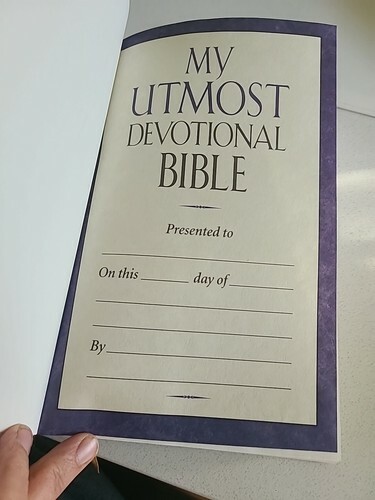 MY
UTMOST
DEVOTIONAL
BIBLE
Presented to
On this day of
By